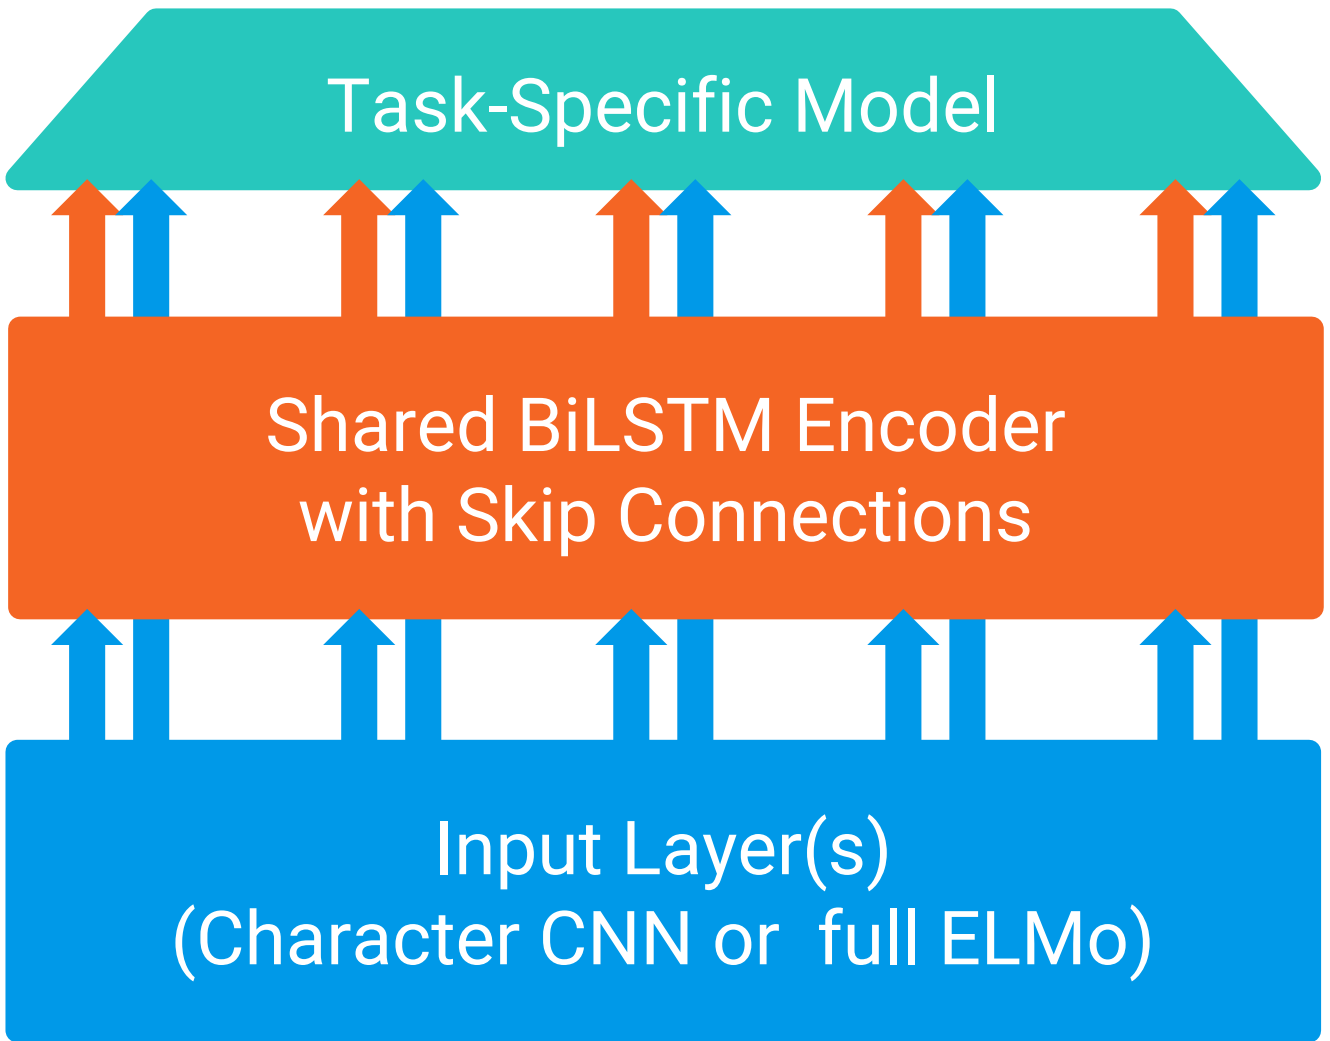 Task-Specific Model
Shared BiLSTM Encoder
with Skip Connections
Input Layer(s)
(Character CNN or  full ELMo)